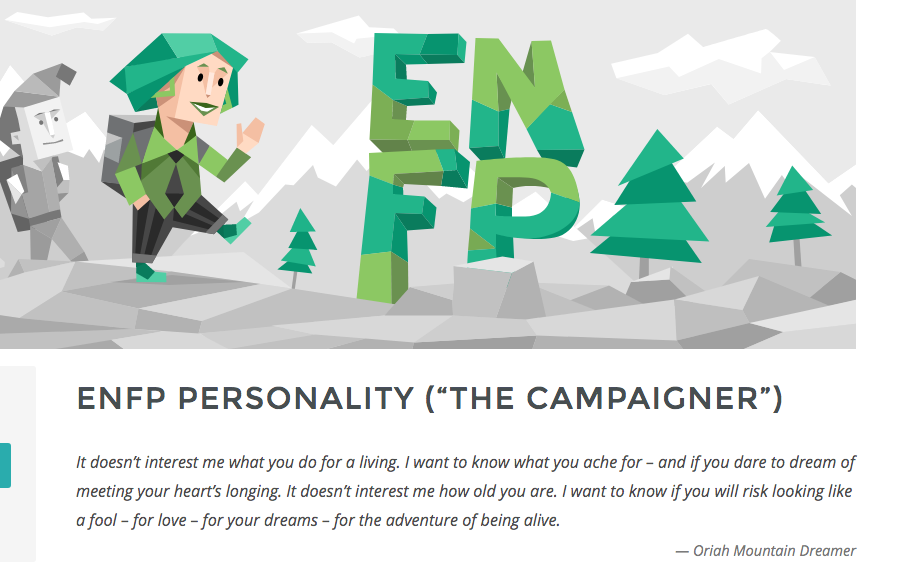 EN
FP
ENFP PERSONALITY (“THE CAMPAIGNER”)
It doesn’t interest me what you do for a living. I want to know what you ache for – and if you dare to dream of
meeting your heart’s longing. It doesn’t interest me how old you are. I want to know if you will risk looking like
a fool – for love – for your dreams – for the adventure of being alive.
— Oriah Mountain Dreamer